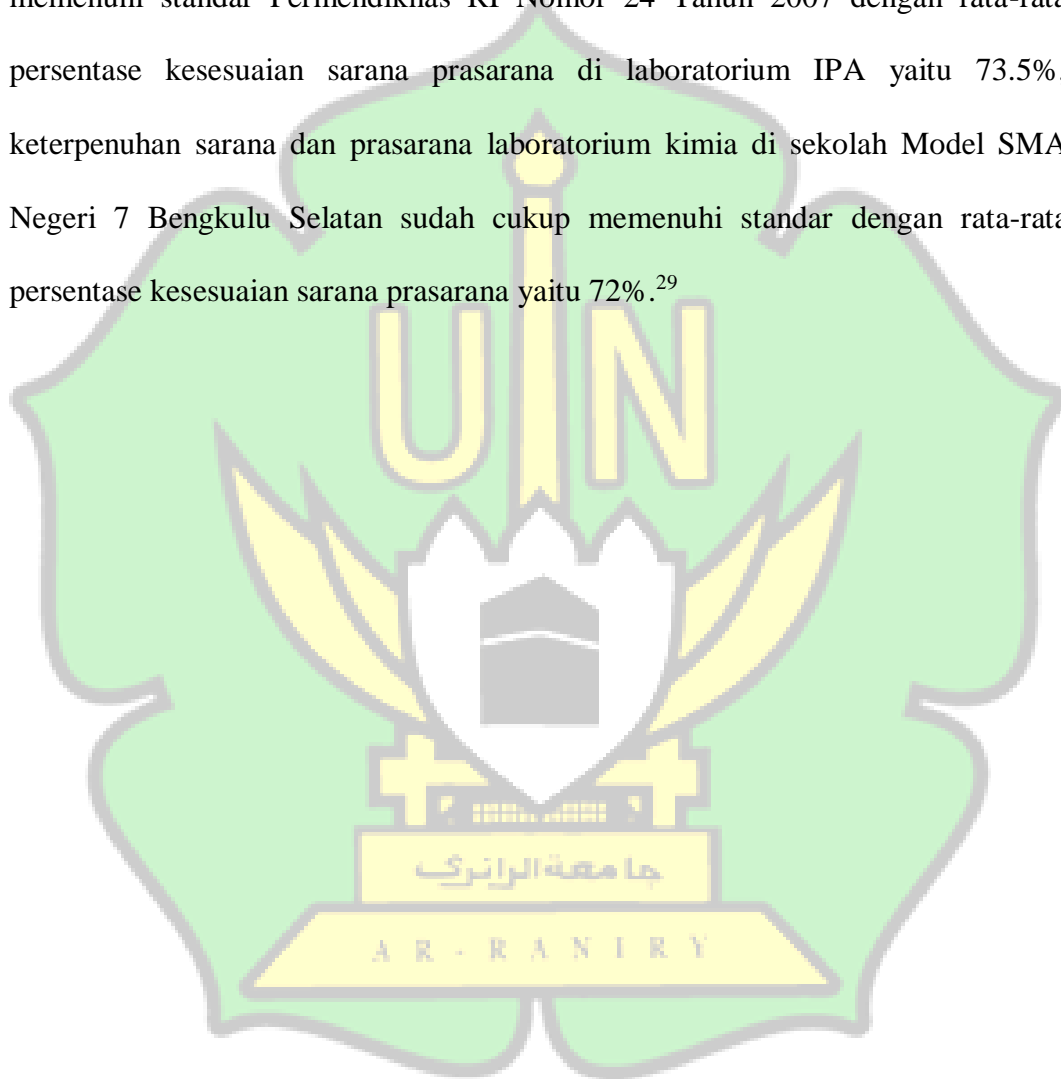 memenuhi standar Permendiknas RI Nomor 24 Tahun 2007 dengan rata-rata
persentase kesesuaian sarana prasarana di laboratorium IPA yaitu 73.5%.
keterpenuhan sarana dan prasarana laboratorium kimia di sekolah Model SMA
Negeri 7 Bengkulu Selatan sudah cukup memenuhi standar dengan rata-rata
persentase kesesuaian sarana prasarana yaitu 72%.²⁹
UIN
جامعة الرانري
AR-RANIRY